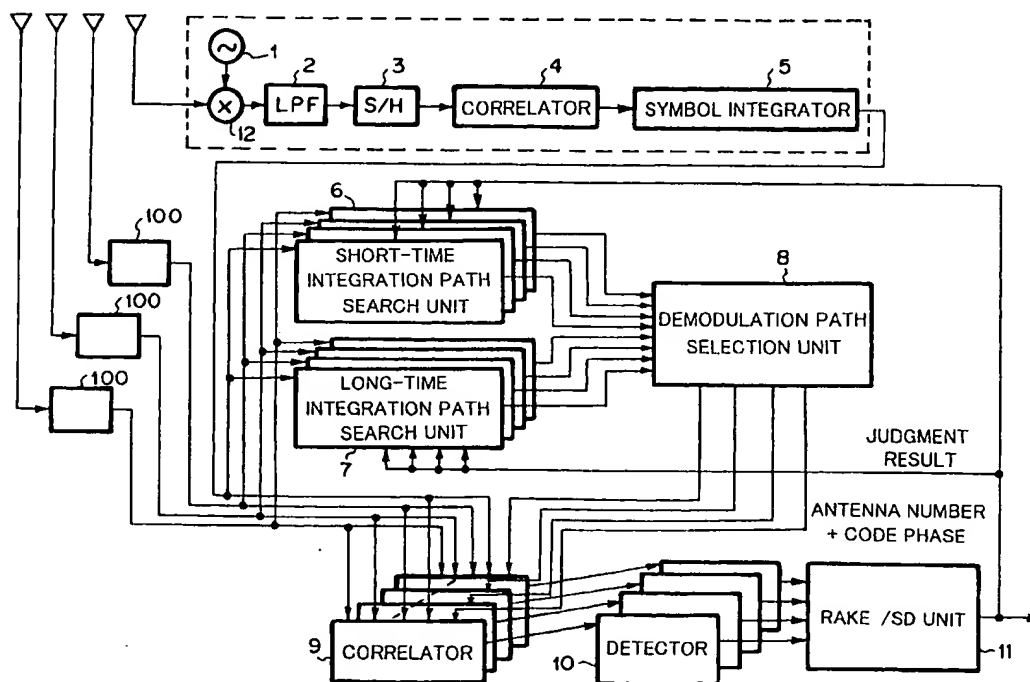 1
2
3
4
5
LPF
S/H
CORRELATOR
SYMBOL INTEGRATOR
12
6
SHORT-TIME
INTEGRATION PATH
SEARCH UNIT
100
100
100
8
DEMODULATION PATH
SELECTION UNIT
LONG-TIME
INTEGRATION PATH
SEARCH UNIT
7
JUDGMENT
RESULT
ANTENNA NUMBER
+ CODE PHASE
9
CORRELATOR
10
DETECTOR
RAKE /SD UNIT
11